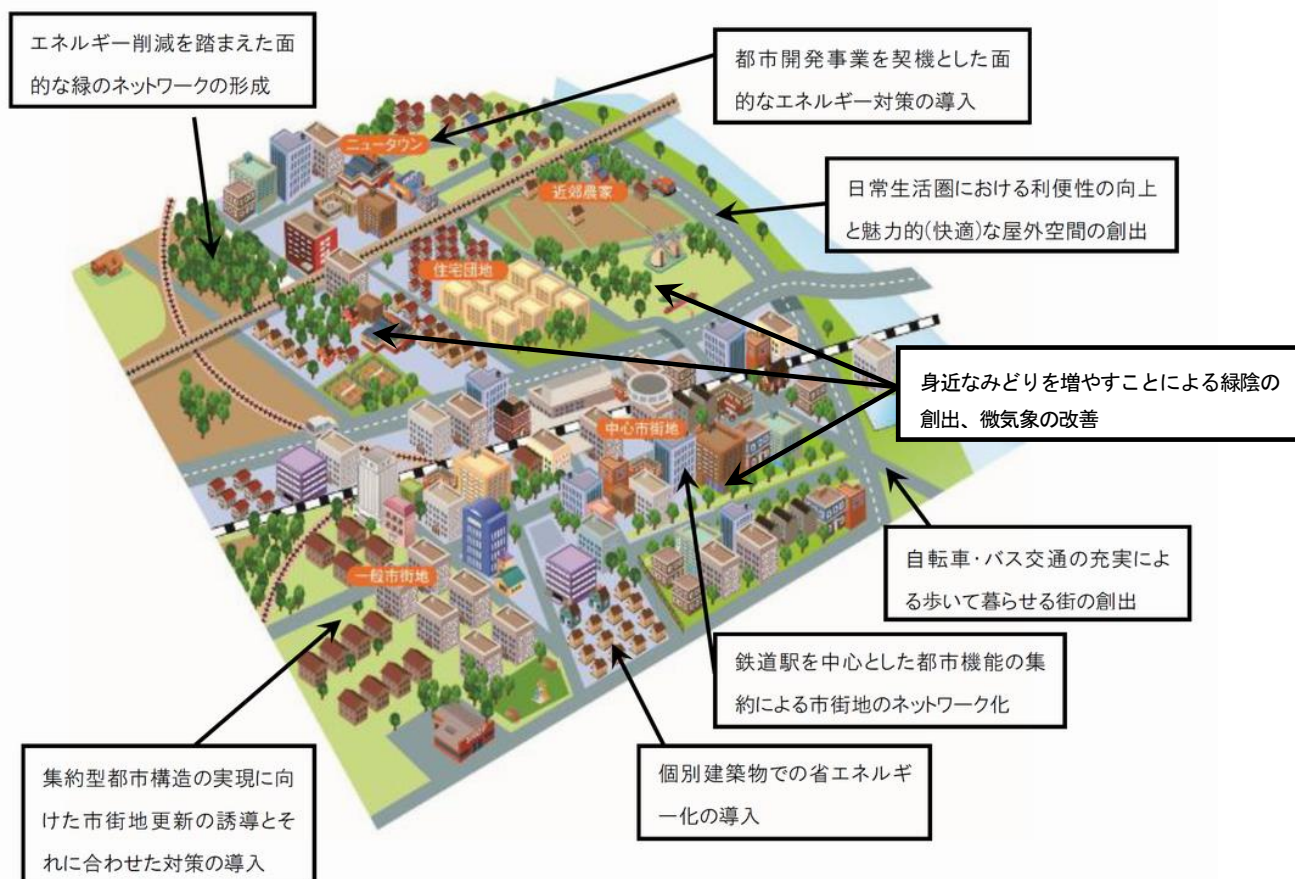 エネルギー削減を踏まえた面
的な緑のネットワークの形成
都市開発事業を契機とした面
的なエネルギー対策の導入
ニュータウン
近郊農家
日常生活圏における利便性の向上
と魅力的(快適)な屋外空間の創出
住宅団地
身近なみどりを増やすことによる緑陰の
創出、微気象の改善
中心市街地
自転車・バス交通の充実によ
る歩いて暮らせる街の創出
一般市街地
鉄道駅を中心とした都市機能の集
約による市街地のネットワーク化
個別建築物での省エネルギ
ー化の導入
集約型都市構造の実現に向
けた市街地更新の誘導とそ
れに合わせた対策の導入